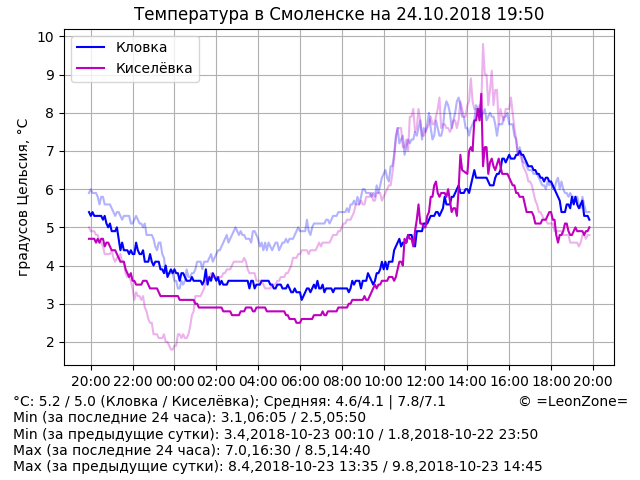 Температура в Смоленске на 24.10.2018 19:50
Кловка
Киселёвка
градусов Цельсия, °C
10
9
8
7
6
5
4
3
2
20:00 22:00 00:00 02:00 04:00 06:00 08:00 10:00 12:00 14:00 16:00 18:00 20:00
°C: 5.2 / 5.0 (Кловка / Киселёвка); Средняя: 4.6/4.1 | 7.8/7.1 © =LeonZone=
Min (за последние 24 часа): 3.1,06:05 / 2.5,05:50
Min (за предыдущие сутки): 3.4,2018-10-23 00:10 / 1.8,2018-10-22 23:50
Max (за последние 24 часа): 7.0,16:30 / 8.5,14:40
Max (за предыдущие сутки): 8.4,2018-10-23 13:35 / 9.8,2018-10-23 14:45